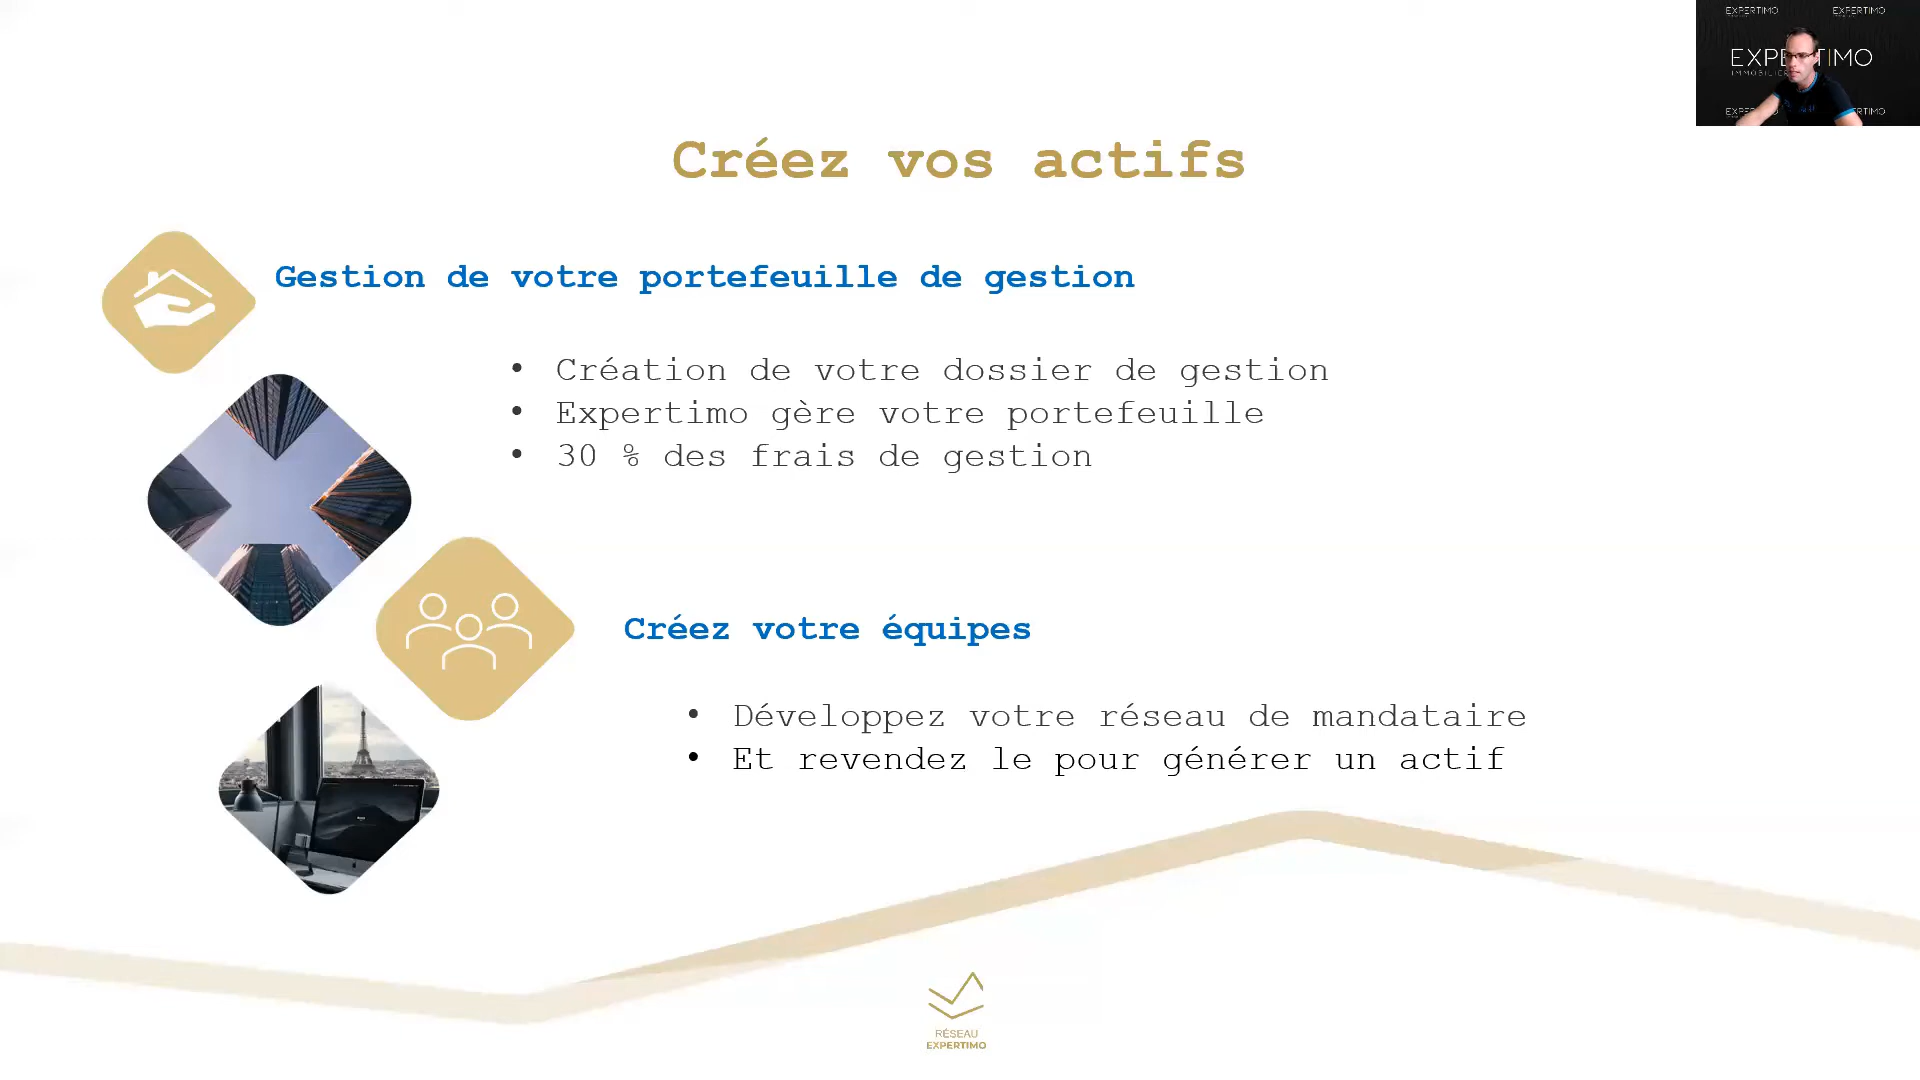 EXPERTIMO EXPERTIMO
Créez vos actifs
Gestion de votre portefeuille de gestion
• Création de votre dossier de gestion
• Expertimo gère votre portefeuille
• 30 % des frais de gestion
Créez votre équipes
• Développez votre réseau de mandataire
• Et revendez le pour générer un actif
RÉSEAU
EXPERTIMO